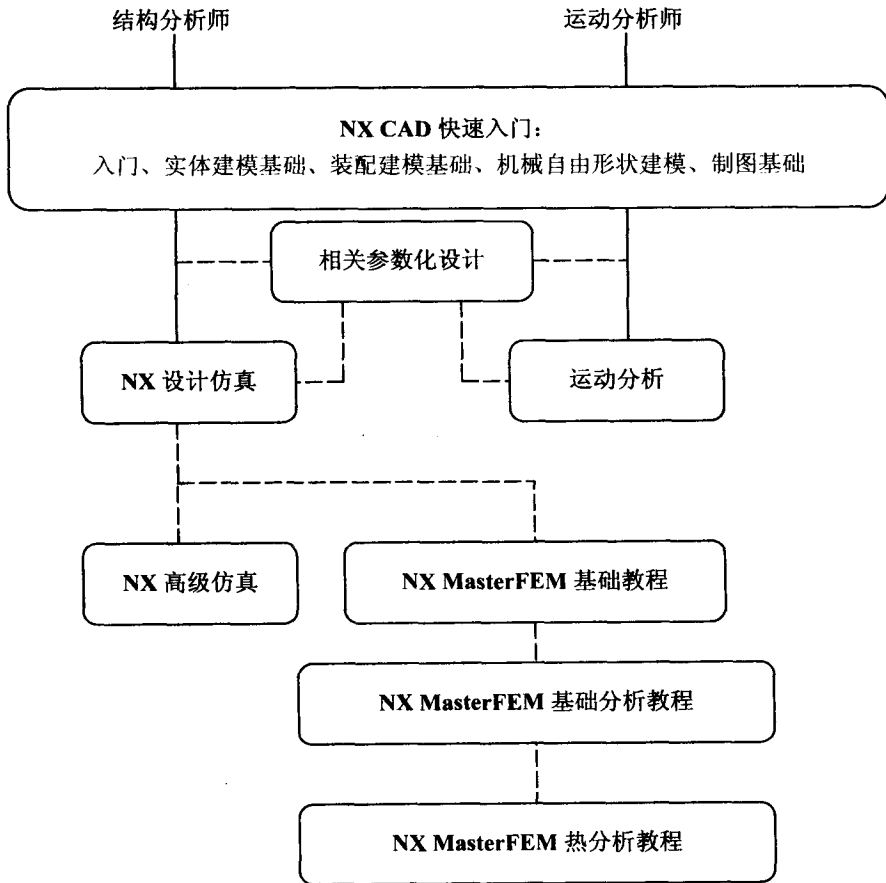 结构分析师
运动分析师
NX CAD 快速入门：
入门、实体建模基础、装配建模基础、机械自由形状建模、制图基础
相关参数化设计
NX 设计仿真
运动分析
NX 高级仿真
NX MasterFEM 基础教程
NX MasterFEM 基础分析教程
NX MasterFEM 热分析教程